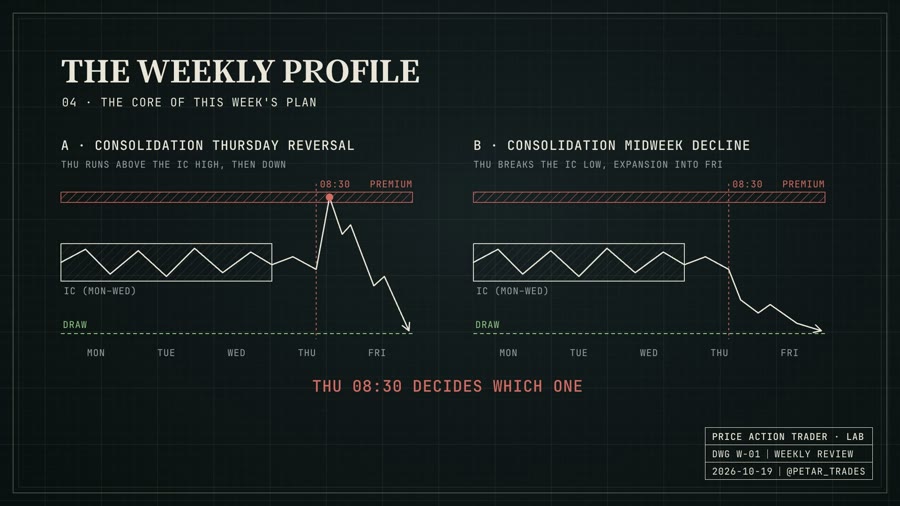 THE WEEKLY PROFILE
04 · THE CORE OF THIS WEEK'S PLAN
A · CONSOLIDATION THURSDAY REVERSAL
THU RUNS ABOVE THE IC HIGH, THEN DOWN
08:30 PREMIUM
IC (MON–WED)
DRAW
MON TUE WED THU FRI
B · CONSOLIDATION MIDWEEK DECLINE
THU BREAKS THE IC LOW, EXPANSION INTO FRI
08:30 PREMIUM
IC (MON–WED)
DRAW
MON TUE WED THU FRI
THU 08:30 DECIDES WHICH ONE
PRICE ACTION TRADER · LAB
DWG W-01 | WEEKLY REVIEW
2026-10-19 | @PETAR_TRADES